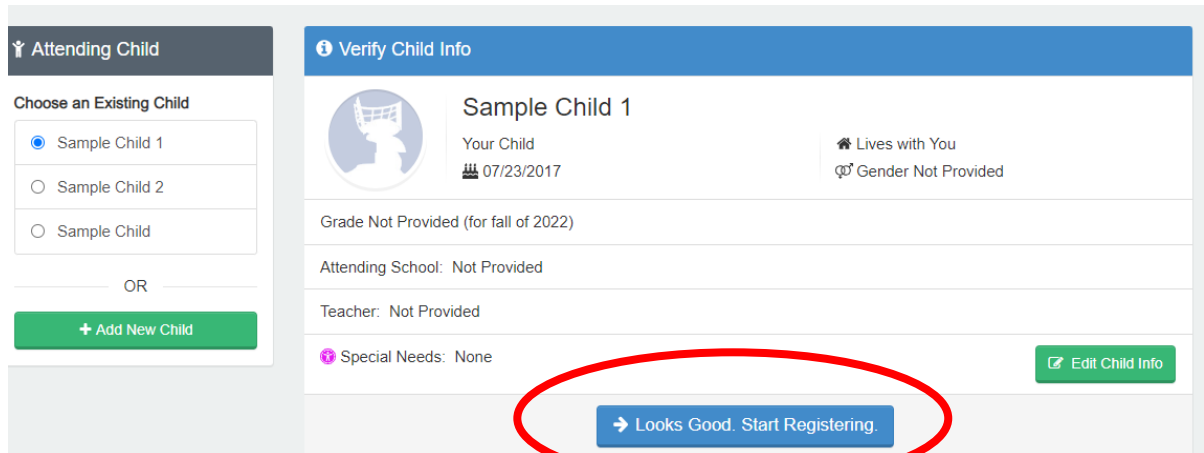 Attending Child
Choose an Existing Child
Sample Child 1
Sample Child 2
Sample Child
OR
+ Add New Child
Verify Child Info
Sample Child 1
Your Child
Lives with You
07/23/2017
Gender Not Provided
Grade Not Provided (for fall of 2022)
Attending School: Not Provided
Teacher: Not Provided
Special Needs: None
Edit Child Info
Looks Good. Start Registering.